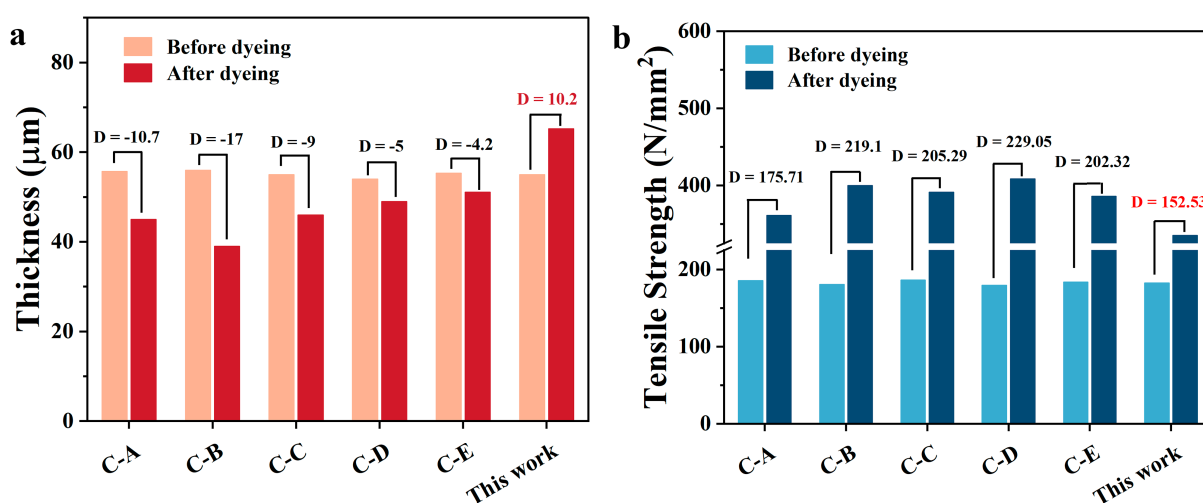 a
Before dyeing
After dyeing
Thickness (μm)
80
60
40
20
0
D = -10.7
D = -17
D = -9
D = -5
D = -4.2
D = 10.2
C-A
C-B
C-C
C-D
C-E
This work
b
Before dyeing
After dyeing
Tensile Strength (N/mm²)
600
500
400
200
100
0
D = 175.71
D = 219.1
D = 205.29
D = 229.05
D = 202.32
D = 152.53
C-A
C-B
C-C
C-D
C-E
This work